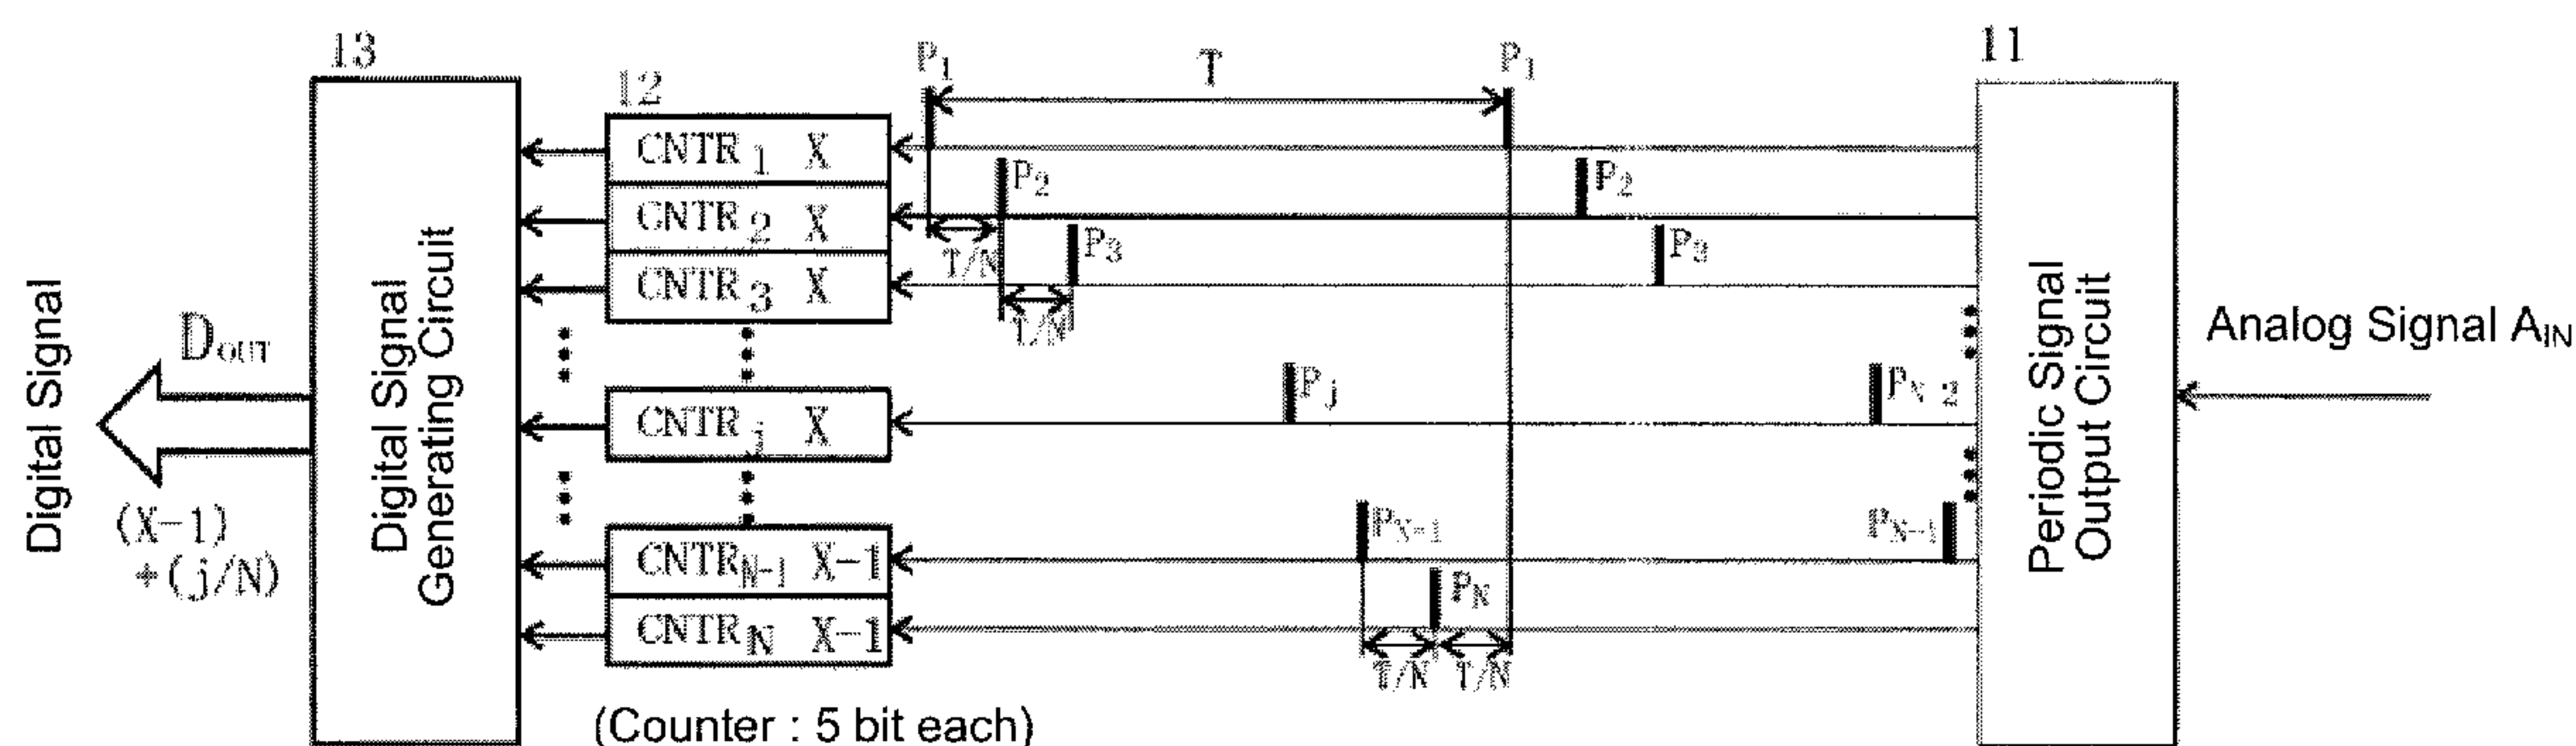 13
12
P1
T
P1
11
CNTR1 X
CNTR2 X
CNTR3 X
P2
P2
T/N
P3
P3
T/N
Digital Signal
DOUT
(X-1)
+(j/N)
Digital Signal
Generating Circuit
CNTRj X
Pj
PN-2
CNTRN-1 X-1
PN-1
PN-1
CNTRN X-1
PN
T/N
T/N
Periodic Signal
Output Circuit
Analog Signal AIN
(Counter : 5 bit each)